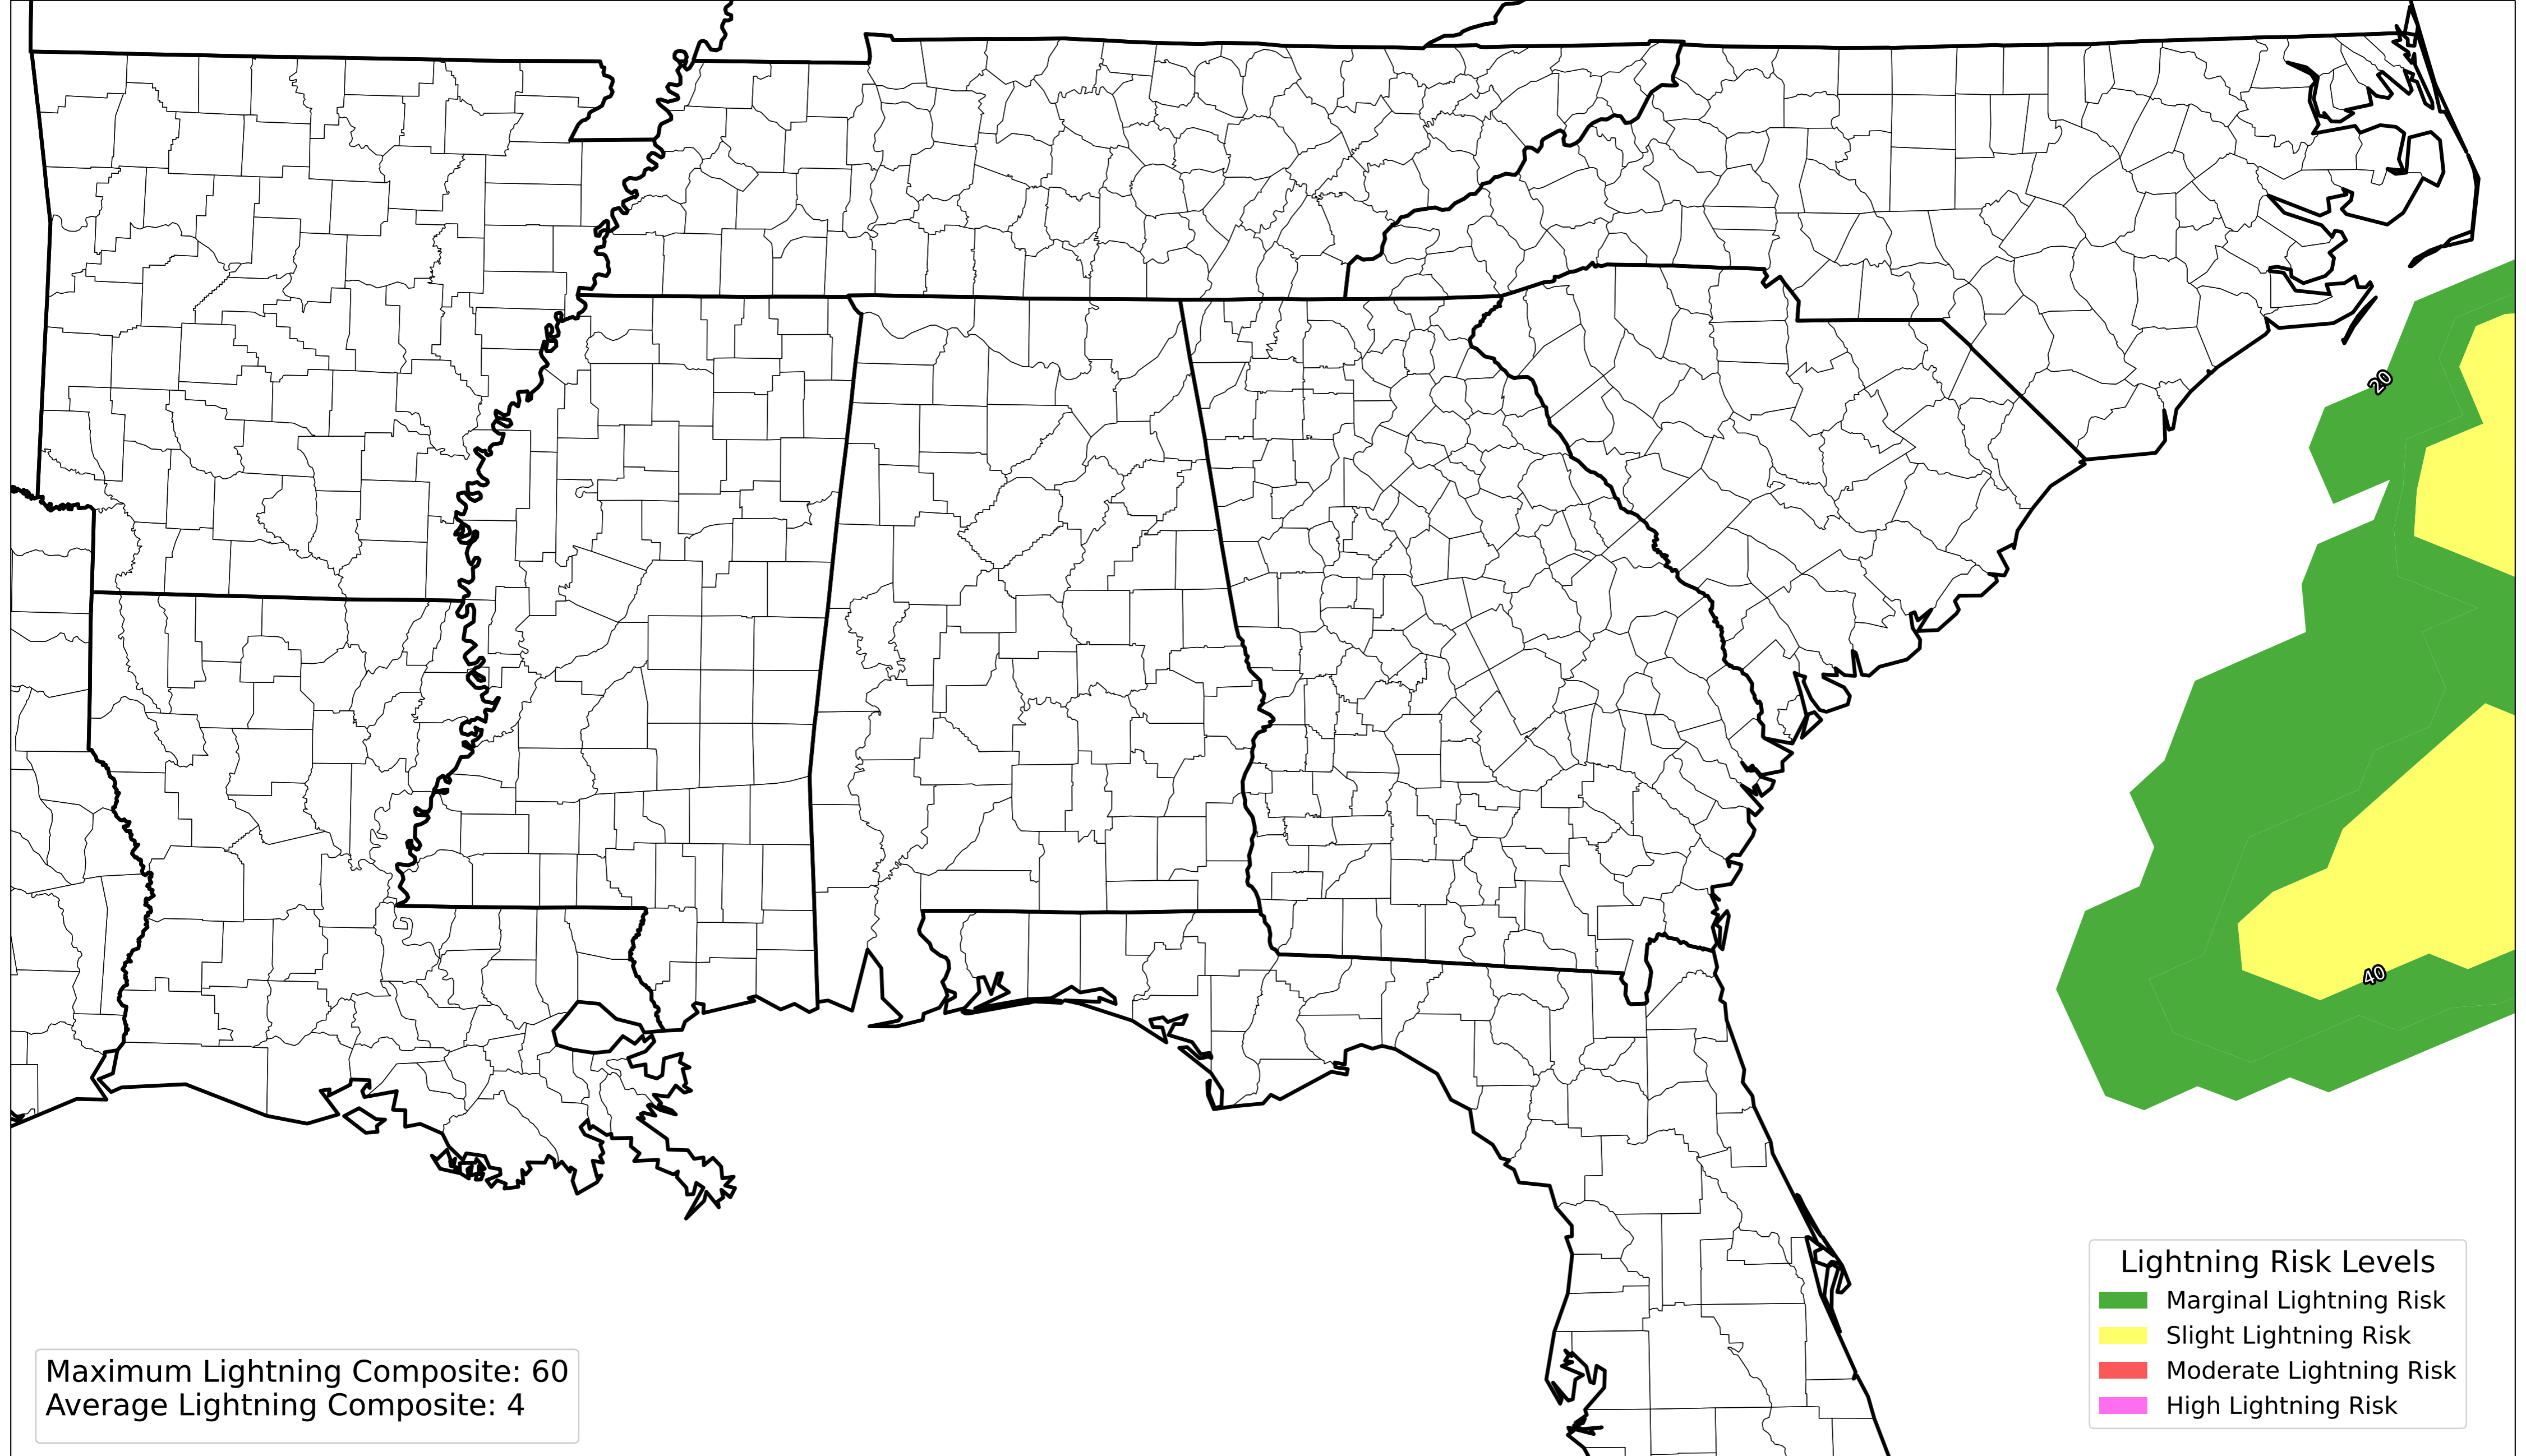 20
40
Lightning Risk Levels
Marginal Lightning Risk
Slight Lightning Risk
Moderate Lightning Risk
High Lightning Risk
Maximum Lightning Composite: 60
Average Lightning Composite: 4